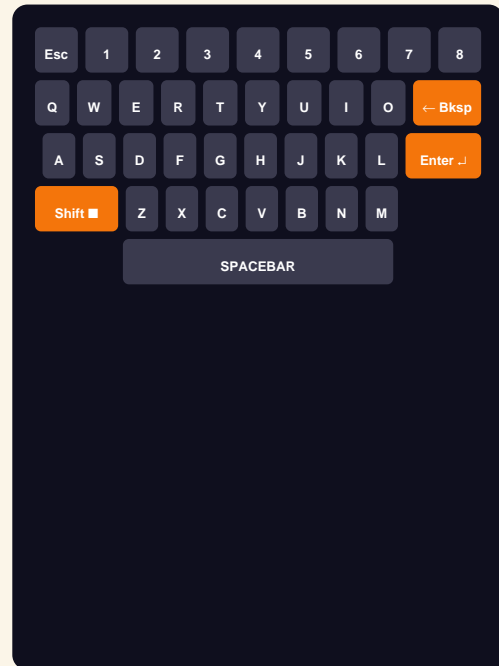 Esc 1 2 3 4 5 6 7 8
Q W E R T Y U I O ← Bksp
A S D F G H J K L Enter ↵
Shift ■ Z X C V B N M
SPACEBAR